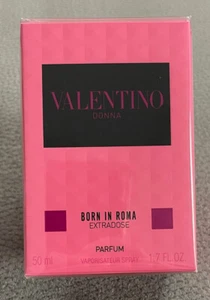 VALENTINO
DONNA
BORN IN ROMA
EXTRADOSE
PARFUM
50 ml VAPORISATEUR SPRAY 1.7 FL OZ